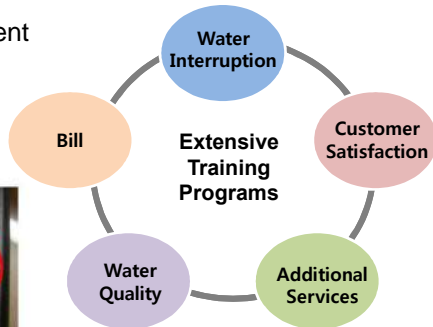 ent
Water
Interruption
Bill
Extensive
Training
Programs
Customer
Satisfaction
Water
Quality
Additional
Services